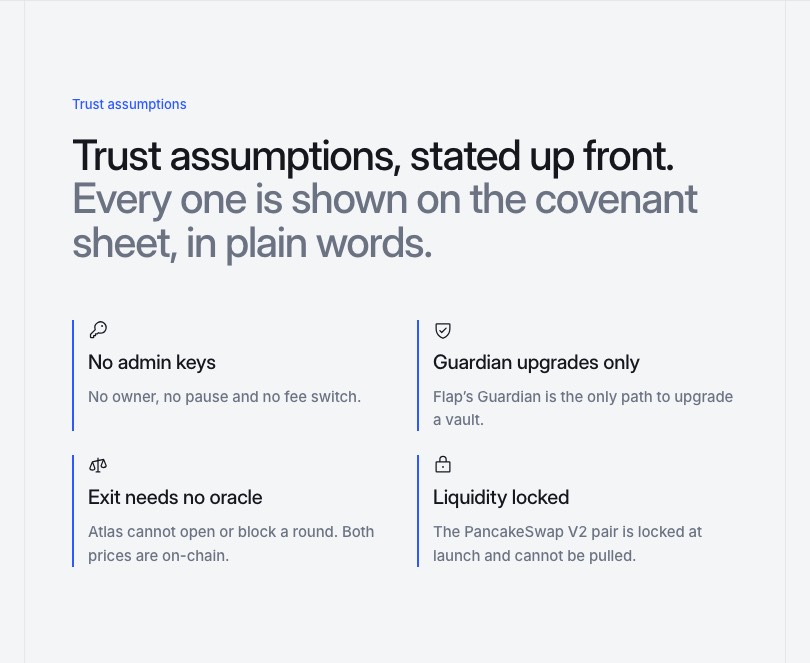 Trust assumptions
Trust assumptions, stated up front.
Every one is shown on the covenant
sheet, in plain words.
No admin keys
No owner, no pause and no fee switch.
Guardian upgrades only
Flap’s Guardian is the only path to upgrade
a vault.
Exit needs no oracle
Atlas cannot open or block a round. Both
prices are on-chain.
Liquidity locked
The PancakeSwap V2 pair is locked at
launch and cannot be pulled.